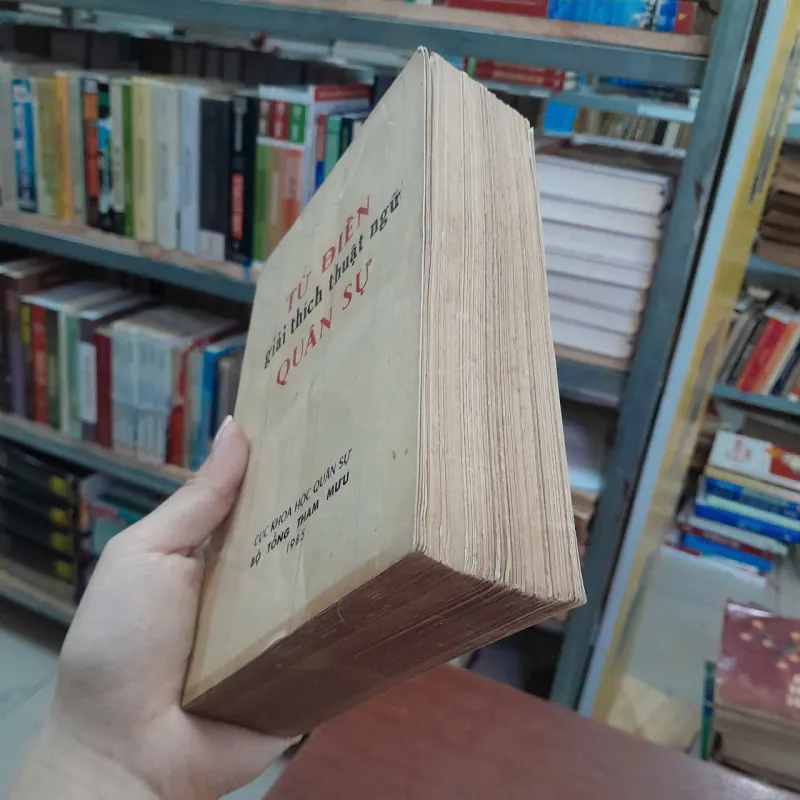 TỪ ĐIỂN
giải thích thuật ngữ
QUÂN SỰ
CỤC KHOA HỌC QUÂN SỰ
BỘ TỔNG THAM MƯU
1985